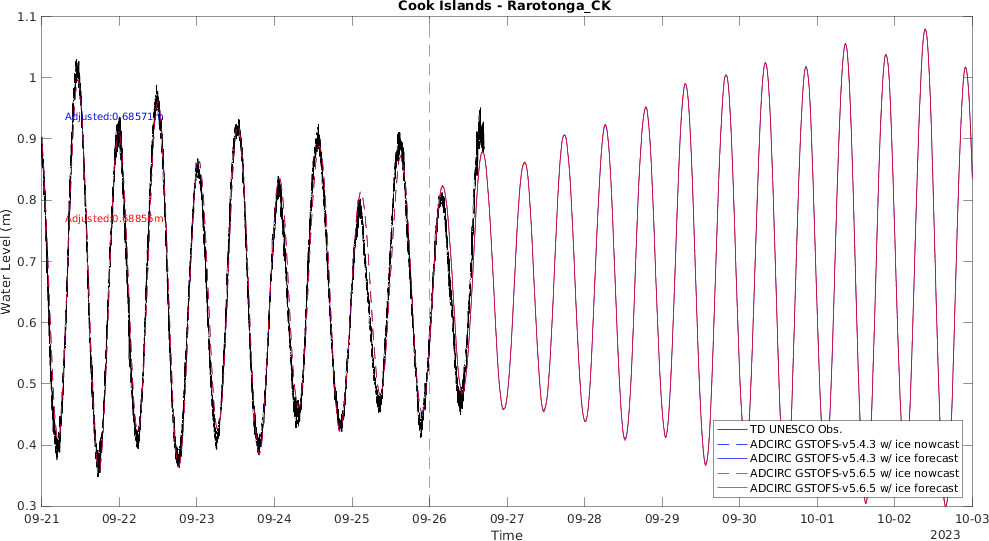 Cook Islands - Rarotonga_CK
1.1
1
0.9
0.8
0.7
0.6
0.5
0.4
0.3
Water Level (m)
Adjusted:0.68571m
Adjusted:0.68856m
TD UNESCO Obs.
ADCIRC GSTOFS-v5.4.3 w/ ice nowcast
ADCIRC GSTOFS-v5.4.3 w/ ice forecast
ADCIRC GSTOFS-v5.6.5 w/ ice nowcast
ADCIRC GSTOFS-v5.6.5 w/ ice forecast
09-21 09-22 09-23 09-24 09-25 09-26 09-27 09-28 09-29 09-30 10-01 10-02 10-03
Time
2023